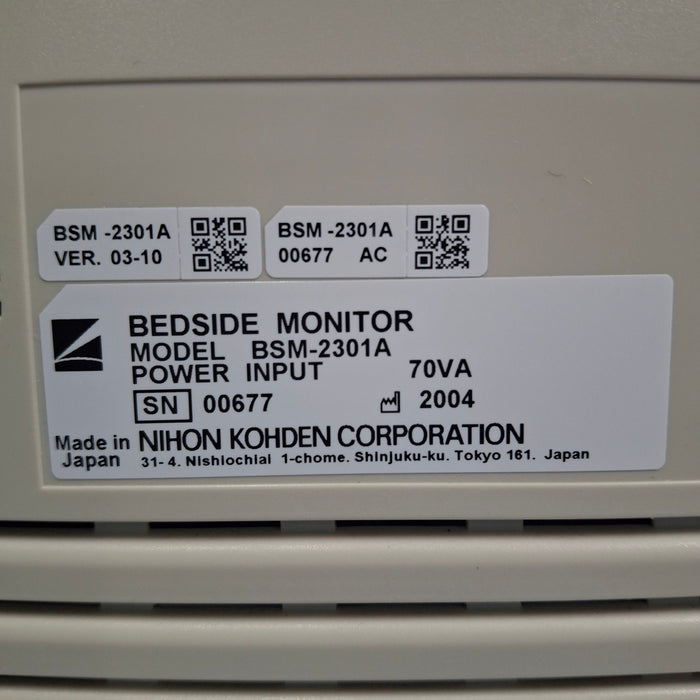 BSM -2301A
VER. 03-10
BSM -2301A
00677 AC
BEDSIDE MONITOR
MODEL BSM-2301A
POWER INPUT 70VA
SN 00677 2004
Made in Japan NIHON KOHDEN CORPORATION
31-4. Nishiochiai 1-chome. Shinjuku-ku. Tokyo 161. Japan